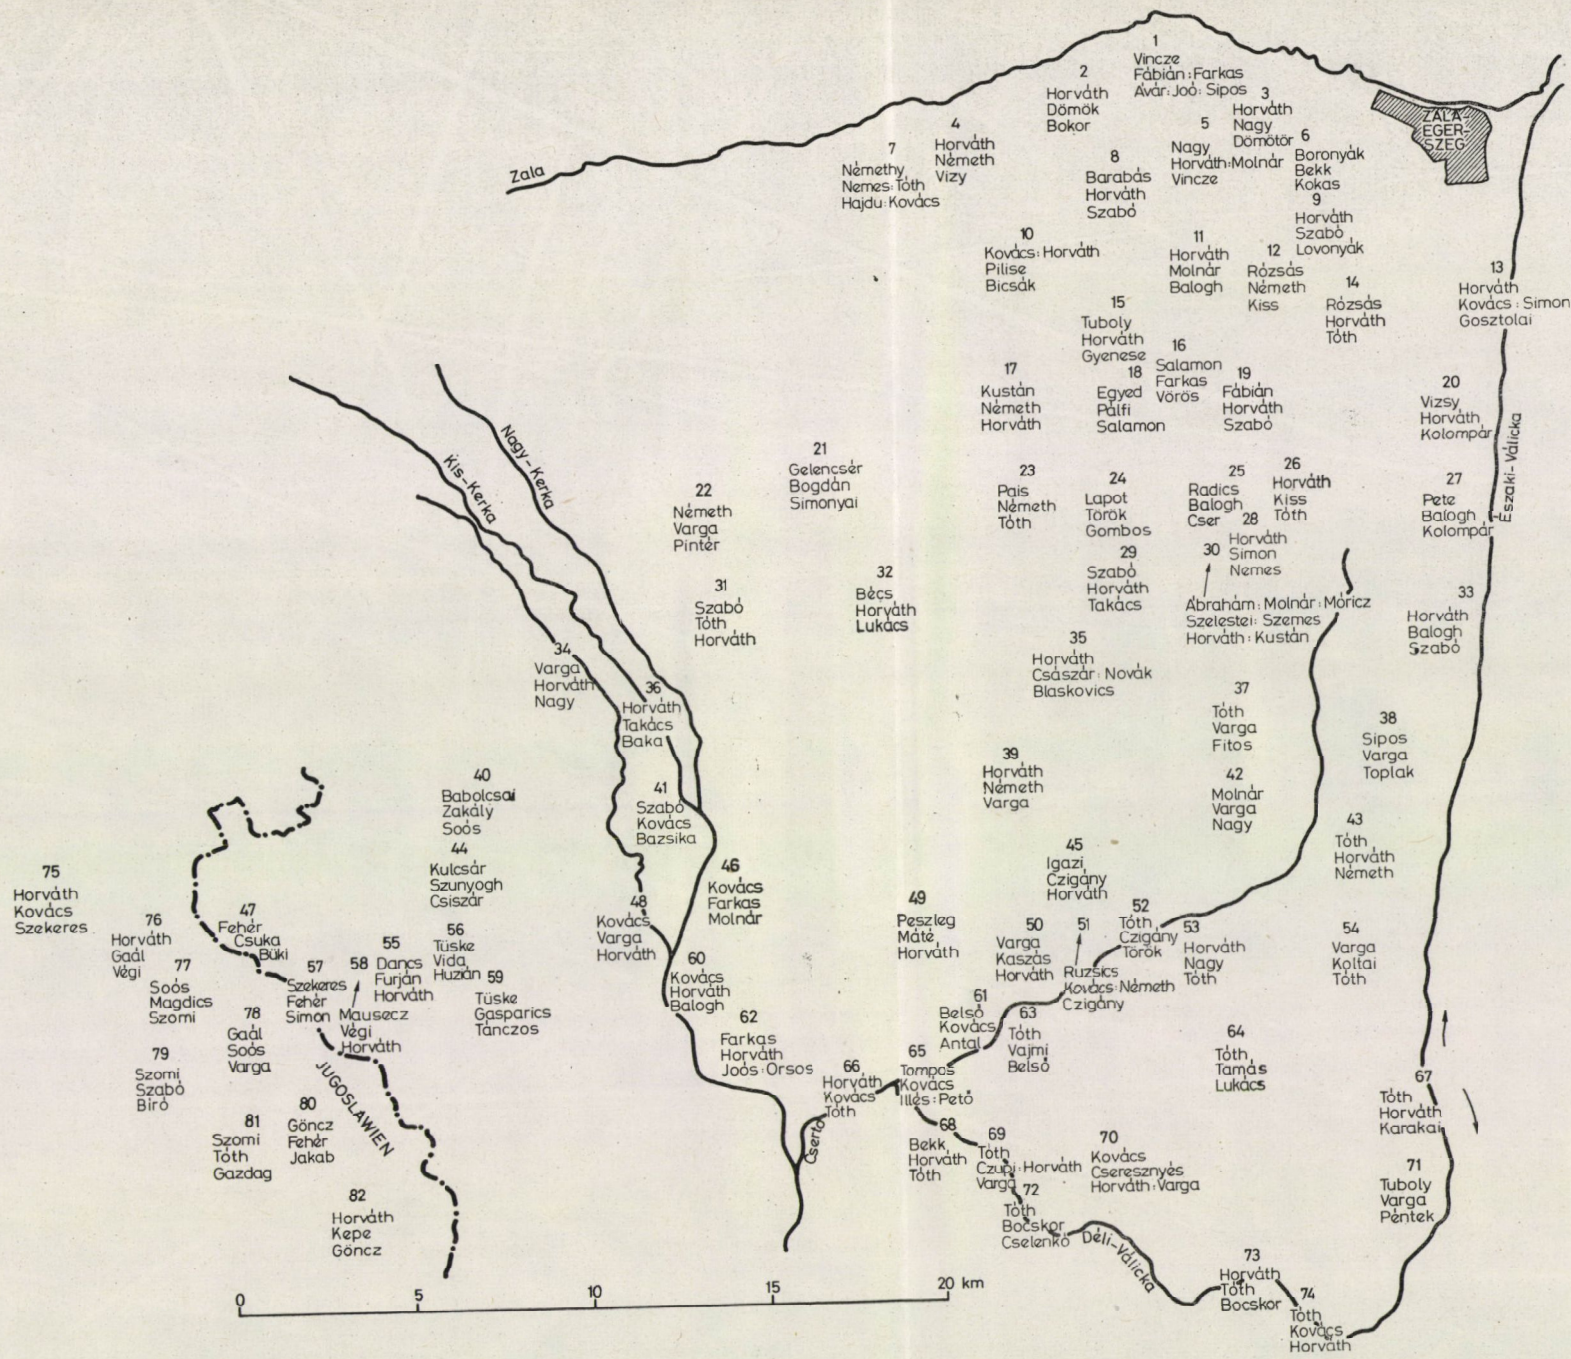 1
Vincze
Fábián : Farkas
Avár : Joó : Sipos
2
Horváth
Dömök
Bokor
3
Horváth
Nagy
Dömötör
4
Horváth
Németh
Vizy
5
Nagy
Horváth : Molnár
Vincze
6
Boronyák
Bekk
Kokas
ZALA-
EGER-
SZEG
7
Némethy
Nemes : Tóth
Hajdu : Kovács
8
Barabás
Horváth
Szabó
Zala
9
Horváth
Szabó
Lovonyák
10
Kovács : Horváth
Pilise
Bicsák
11
Horváth
Molnár
Balogh
12
Rózsás
Németh
Kiss
13
Horváth
Kovács : Simon
Gosztolai
14
Rózsás
Horváth
Tóth
15
Tuboly
Horváth
Gyenese
16
Salamon
Farkas
Vörös
17
Kustán
Németh
Horváth
18
Egyed
Pálfi
Salamon
19
Fábián
Horváth
Szabó
20
Vizsy
Horváth
Kolompár
Északi-Válicka
Nagy-Kerka
Kis-Kerka
21
Gelencsér
Bogdán
Simonyai
22
Németh
Varga
Pintér
23
Pais
Németh
Tóth
24
Lapot
Török
Gombos
25
Radics
Balogh
Cser
26
Horváth
Kiss
Tóth
27
Pete
Balogh
Kolompár
28
Horváth
Simon
Nemes
29
Szabó
Horváth
Takács
30
Ábrahám : Molnár : Móricz
Szelestei : Szemes
Horváth : Kustán
31
Szabó
Tóth
Horváth
32
Bécs
Horváth
Lukács
33
Horváth
Balogh
Szabó
34
Varga
Horváth
Nagy
35
Horváth
Császár : Novák
Blaskovics
36
Horváth
Takács
Baka
37
Tóth
Varga
Fitos
38
Sipos
Varga
Toplak
39
Horváth
Németh
Varga
40
Babolcsai
Zakály
Soós
41
Szabó
Kovács
Bazsika
42
Molnár
Varga
Nagy
43
Tóth
Horváth
Németh
44
Kulcsár
Szunyogh
Csiszár
45
Igazi
Czigány
Horváth
46
Kovács
Farkas
Molnár
75
Horváth
Kovács
Szekeres
76
Horváth
Gaál
Végi
47
Fehér
Csuka
Büki
48
Kovács
Varga
Horváth
49
Peszleg
Máté
Horváth
50
Varga
Kaszás
Horváth
51
Ruzsics
Kovács : Németh
Czigány
52
Tóth
Czigány
Török
53
Horváth
Nagy
Tóth
54
Varga
Koltai
Tóth
55
Dancs
Furján
Horváth
56
Tüske
Vida
Huzián
57
Szekeres
Fehér
Simon
58
Mausecz
Végi
Horváth
59
Tüske
Gasparics
Tánczos
60
Kovács
Horváth
Balogh
77
Soós
Magdics
Szomi
78
Gaál
Soós
Varga
61
Belső
Kovács
Antal
62
Farkas
Horváth
Joós : Orsos
63
Tóth
Vajmi
Belső
64
Tóth
Tamás
Lukács
79
Szomi
Szabó
Biró
65
Tompos
Kovács
Illés : Pető
66
Horváth
Kovács
Tóth
67
Tóth
Horváth
Karakai
JUGOSLAWIEN
80
Göncz
Fehér
Jakab
81
Szomi
Tóth
Gazdag
Cserta
68
Bekk
Horváth
Tóth
69
Tóth
Czupi : Horváth
Varga
70
Kovács
Cseresznyés
Horváth : Varga
71
Tuboly
Varga
Péntek
82
Horváth
Kepe
Göncz
72
Tóth
Bocskor
Cselenkó
Déli-Válicka
73
Horváth
Tóth
Bocskor
74
Tóth
Kovács
Horváth
0 5 10 15 20 km